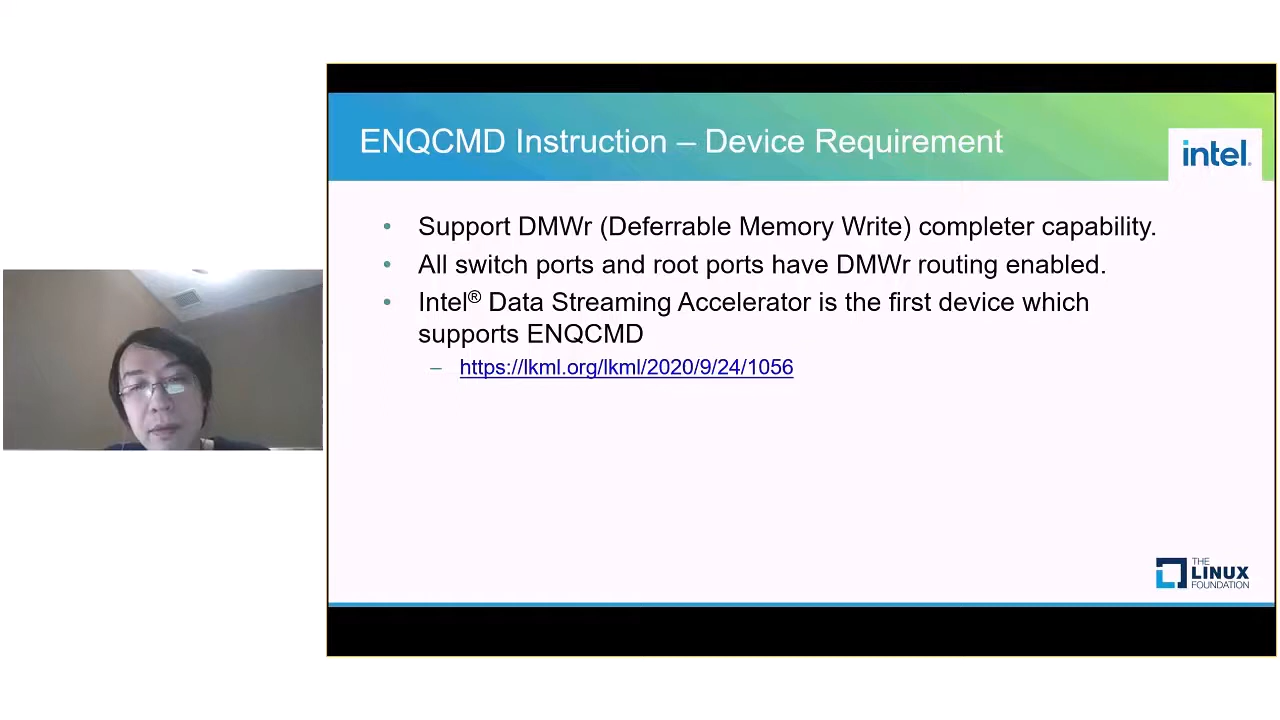 ENQCMD Instruction – Device Requirement
intel.
• Support DMWr (Deferrable Memory Write) completer capability.
• All switch ports and root ports have DMWr routing enabled.
• Intel® Data Streaming Accelerator is the first device which
supports ENQCMD
– https://lkml.org/lkml/2020/9/24/1056
THE
LINUX
FOUNDATION